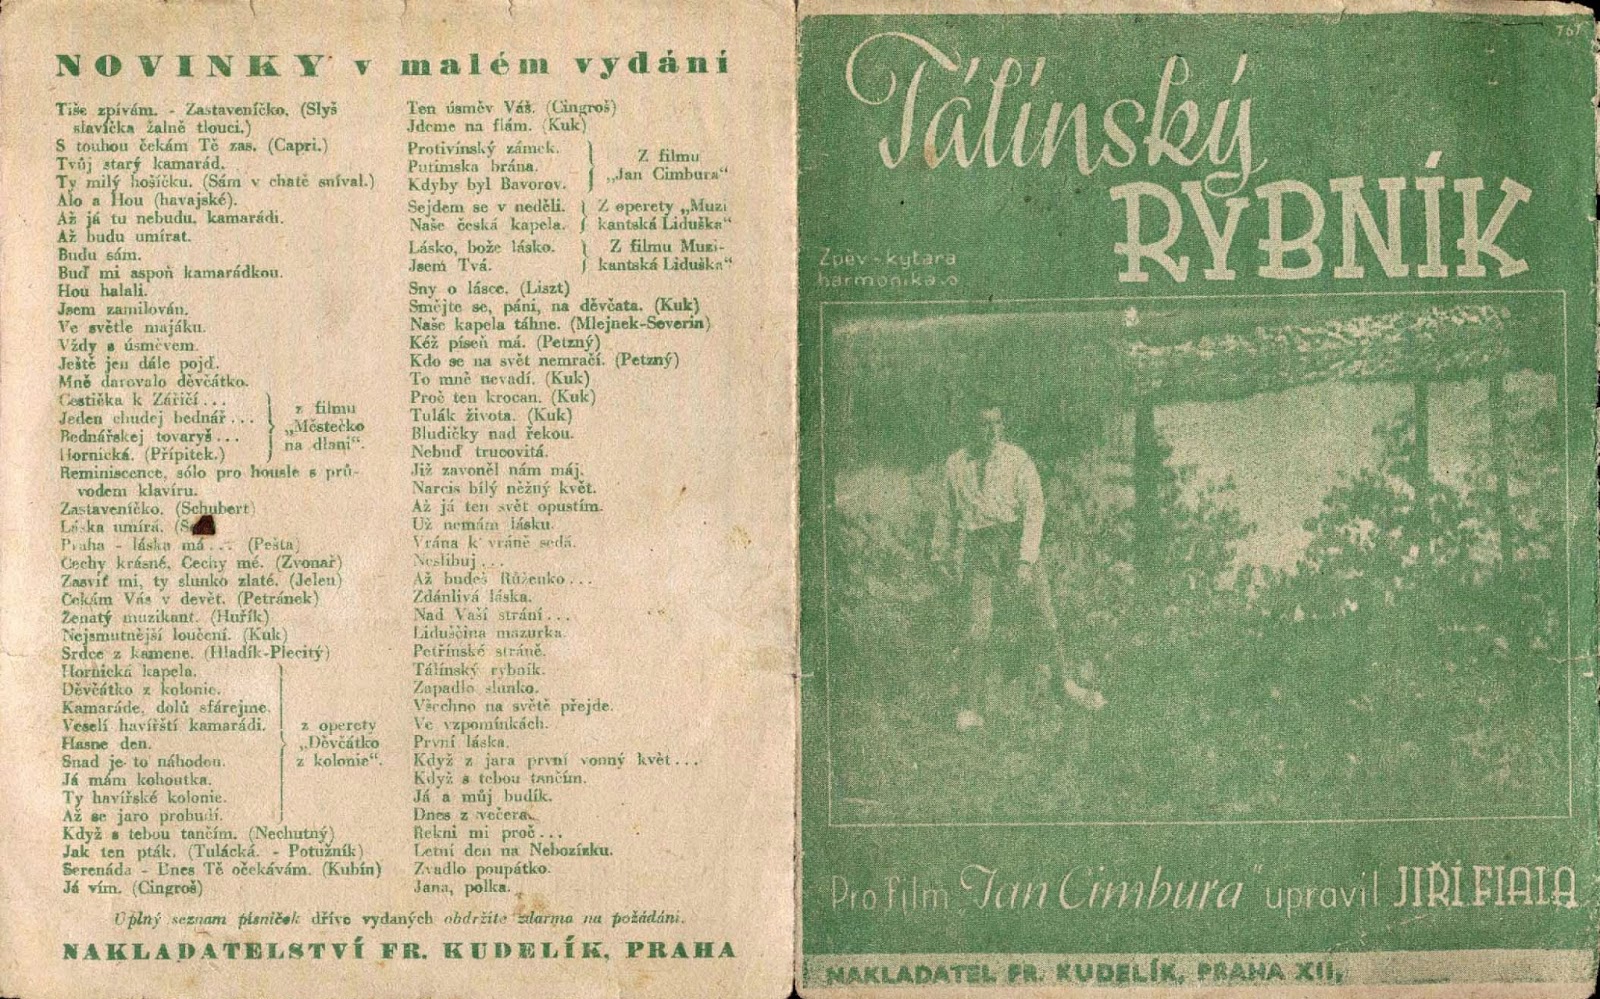 NOVINKY v malém vydání
Tiše zpívám. - Zastaveníčko. (Slyš
slavíčka žalně tlouci.)
S touhou čekám Tě zas. (Capri.)
Tvůj starý kamarád.
Ty milý hošíčku. (Sám v chatě sníval.)
Alo a Hou (havajské).
Až já tu nebudu, kamarádi.
Až budu umírat.
Budu sám.
Buď mi aspoň kamarádkou.
Hou halali.
Jsem zamilován.
Ve světle majáku.
Vždy s úsměvem.
Ještě jen dále pojď.
Mně darovalo děvčátko.
Cestička k Záříčí...
Jeden chudej bednář...
Bednářskej tovaryš...
Hornická. (Přípitek.)
z filmu
„Městečko
na dlani“.
Reminiscence, sólo pro housle s prů-
vodem klavíru.
Zastaveníčko. (Schubert)
Láska umírá.
Praha - láska má... (Pešta)
Cechy krásné, Cechy mé. (Zvonař)
Zasviť mi, ty slunko zlaté. (Jelen)
Čekám Vás v devět. (Petránek)
Ženatý muzikant. (Huřík)
Nejsmutnější loučení. (Kuk)
Srdce z kamene. (Hladík-Plecitý)
Hornická kapela.
Děvčátko z kolonie.
Kamaráde, dolů sfárejme.
Veselí havířští kamarádi.
Hasne den.
Snad je to náhodou.
Já mám kohoutka.
Ty havířské kolonie.
Až se jaro probudí.
z operety
„Děvčátko
z kolonie“.
Když s tebou tančím. (Nechutný)
Jak ten pták. (Tulácká. - Potužník)
Serenáda - Dnes Tě očekávám. (Kubín)
Já vím. (Cingroš)
Ten úsměv Váš. (Cingroš)
Jdeme na flám. (Kuk)
Protivínský zámek.
Putimska brána.
Kdyby byl Bavorov.
Z filmu
„Jan Cimbura“
Sejdem se v neděli.
Naše česká kapela.
Z operety „Muzi
kantská Liduška“
Lásko, bože lásko.
Jsem Tvá.
Z filmu Muzi-
kantská Liduška“
Sny o lásce. (Liszt)
Smějte se, páni, na děvčata. (Kuk)
Naše kapela táhne. (Mlejnek-Severin)
Kéž píseň má. (Petzný)
Kdo se na svět nemračí. (Petzný)
To mně nevadí. (Kuk)
Proč ten krocan. (Kuk)
Tulák života. (Kuk)
Bludičky nad řekou.
Nebuď trucovitá.
Již zavoněl nám máj.
Narcis bílý něžný květ.
Až já ten svět opustím.
Už nemám lásku.
Vrána k vráně sedá.
Neslibuj...
Až budeš Růženko...
Zdánlivá láska.
Nad Vaší strání...
Liduščina mazurka.
Petřínské stráně.
Tálínský rybník.
Zapadlo slunko.
Všechno na světě přejde.
Ve vzpomínkách.
První láska.
Když z jara první vonný květ...
Když s tebou tančím.
Já a můj budík.
Dnes z večera.
Řekni mi proč...
Letní den na Nebozízku.
Zvadlo poupátko.
Jana, polka.
Úplný seznam písniček dříve vydaných obdržíte zdarma na požádání.
NAKLADATELSTVÍ FR. KUDELÍK, PRAHA
767
Tálínský
RYBNÍK
Zpěv - kytara
harmonika
Pro film „Jan Cimbura“ upravil JIŘÍ FIALA
NAKLADATEL FR. KUDELÍK, PRAHA XII,